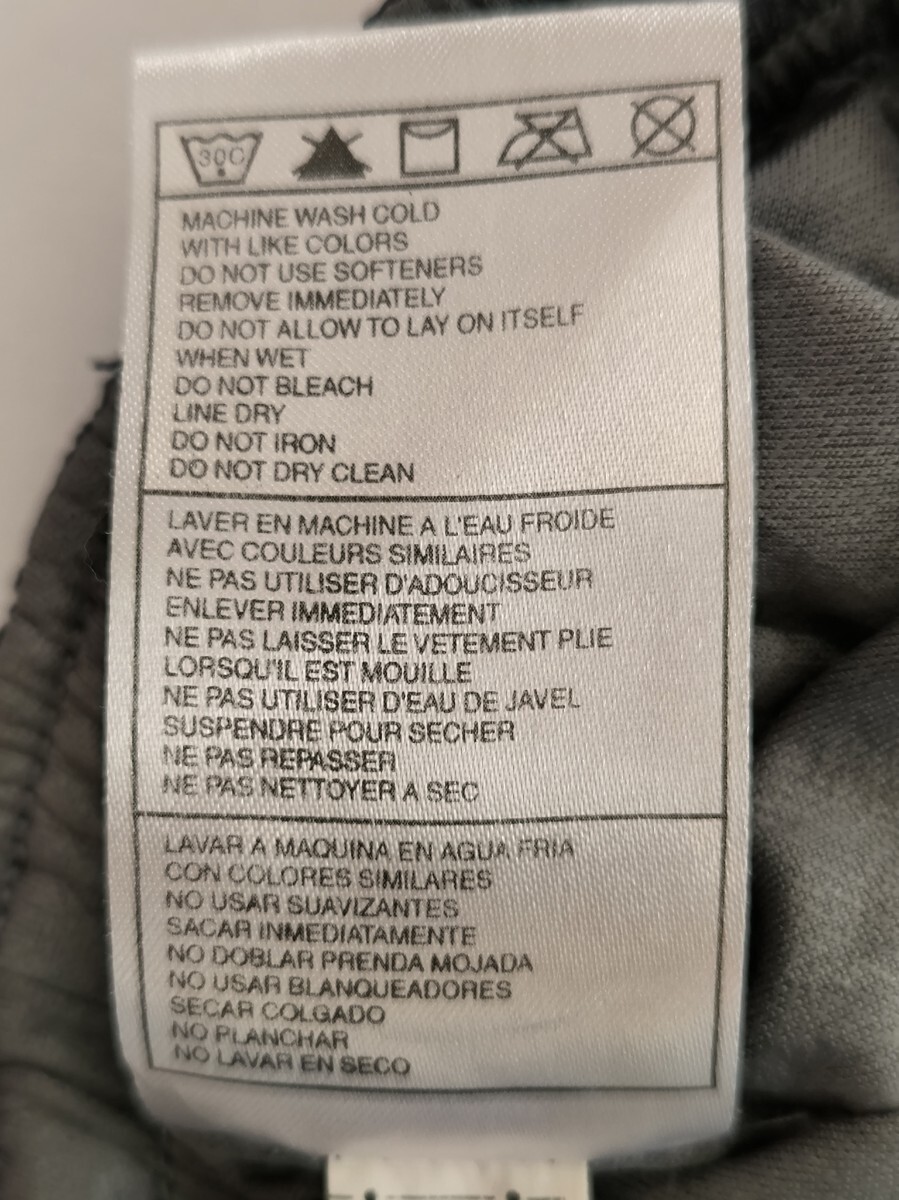 30C
MACHINE WASH COLD
WITH LIKE COLORS
DO NOT USE SOFTENERS
REMOVE IMMEDIATELY
DO NOT ALLOW TO LAY ON ITSELF
WHEN WET
DO NOT BLEACH
LINE DRY
DO NOT IRON
DO NOT DRY CLEAN
LAVER EN MACHINE A L'EAU FROIDE
AVEC COULEURS SIMILAIRES
NE PAS UTILISER D'ADOUCISSEUR
ENLEVER IMMEDIATEMENT
NE PAS LAISSER LE VETEMENT PLIE
LORSQU'IL EST MOUILLE
NE PAS UTILISER D'EAU DE JAVEL
SUSPENDRE POUR SECHER
NE PAS REPASSER
NE PAS NETTOYER A SEC
LAVAR A MAQUINA EN AGUA FRIA
CON COLORES SIMILARES
NO USAR SUAVIZANTES
SACAR INMEDIATAMENTE
NO DOBLAR PRENDA MOJADA
NO USAR BLANQUEADORES
SECAR COLGADO
NO PLANCHAR
NO LAVAR EN SECO